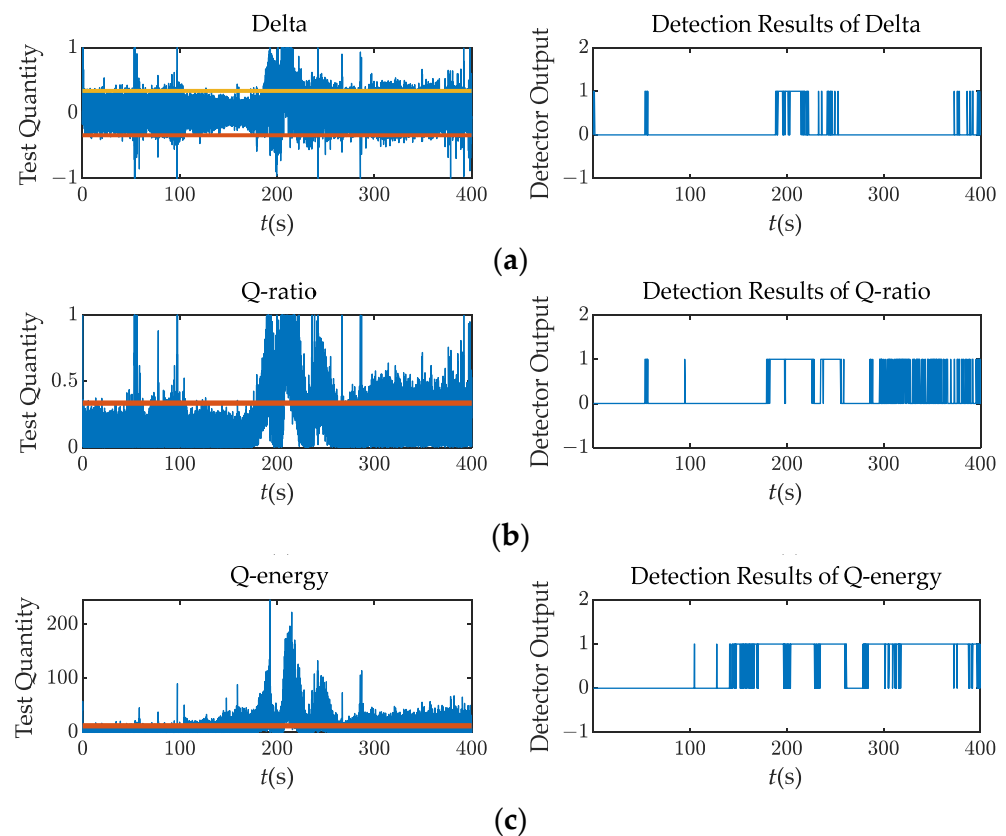 Delta
Test Quantity
1
0
−1
0
100
200
300
400
t(s)
Detection Results of Delta
Detector Output
2
1
0
−1
100
200
300
400
t(s)
(a)
Q-ratio
Test Quantity
1
0.5
0
0
100
200
300
400
t(s)
Detection Results of Q-ratio
Detector Output
2
1
0
−1
100
200
300
400
t(s)
(b)
Q-energy
Test Quantity
200
100
0
0
100
200
300
400
t(s)
Detection Results of Q-energy
Detector Output
2
1
0
−1
100
200
300
400
t(s)
(c)